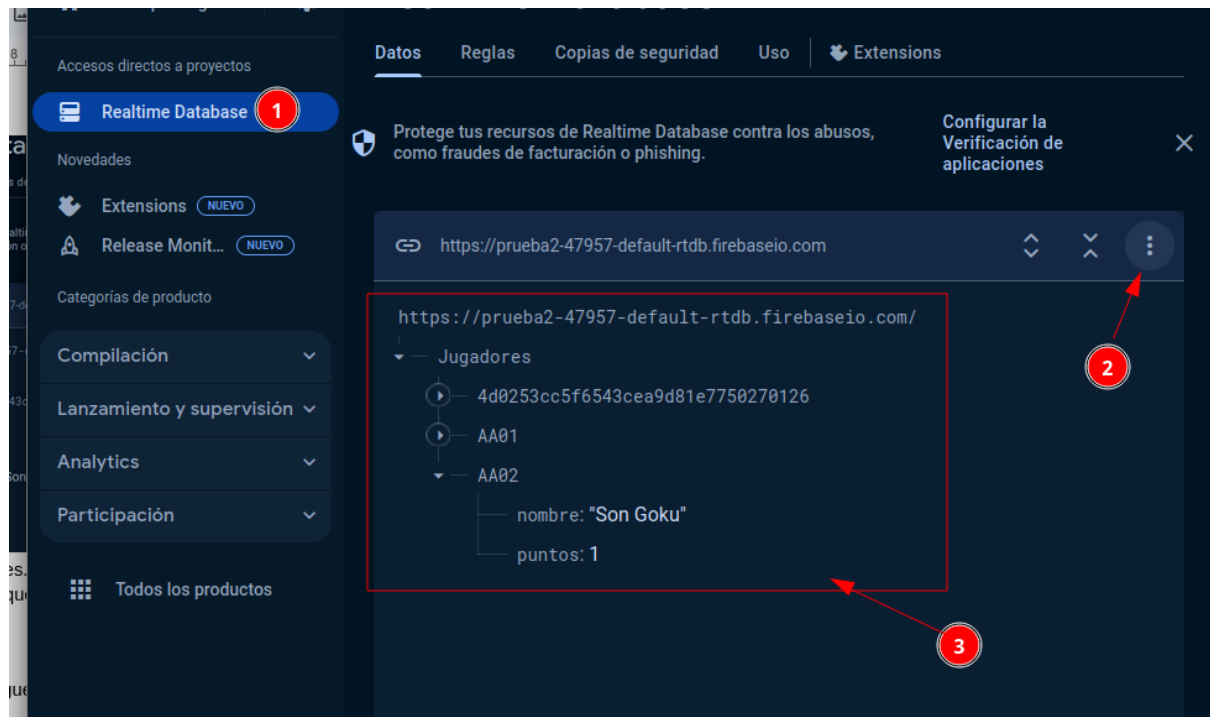 Accesos directos a proyectos
Realtime Database
1
Novedades
Extensions NUEVO
Release Monit... NUEVO
Categorías de producto
Compilación
Lanzamiento y supervisión
Analytics
Participación
Todos los productos
Datos Reglas Copias de seguridad Uso Extensions
Protege tus recursos de Realtime Database contra los abusos,
como fraudes de facturación o phishing.
Configurar la
Verificación de
aplicaciones
https://prueba2-47957-default-rtdb.firebaseio.com
2
https://prueba2-47957-default-rtdb.firebaseio.com/
Jugadores
4d0253cc5f6543cea9d81e7750270126
AA01
AA02
nombre: "Son Goku"
puntos: 1
3